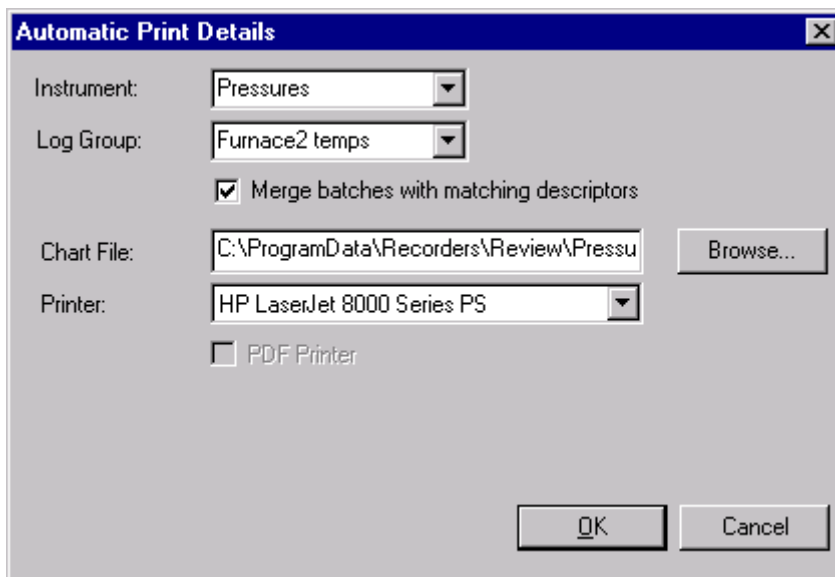 Automatic Print Details
Instrument: Pressures
Log Group: Furnace2 temps
Merge batches with matching descriptors
Chart File: C:\ProgramData\Recorders\Review\Pressu Browse...
Printer: HP LaserJet 8000 Series PS
PDF Printer
OK Cancel